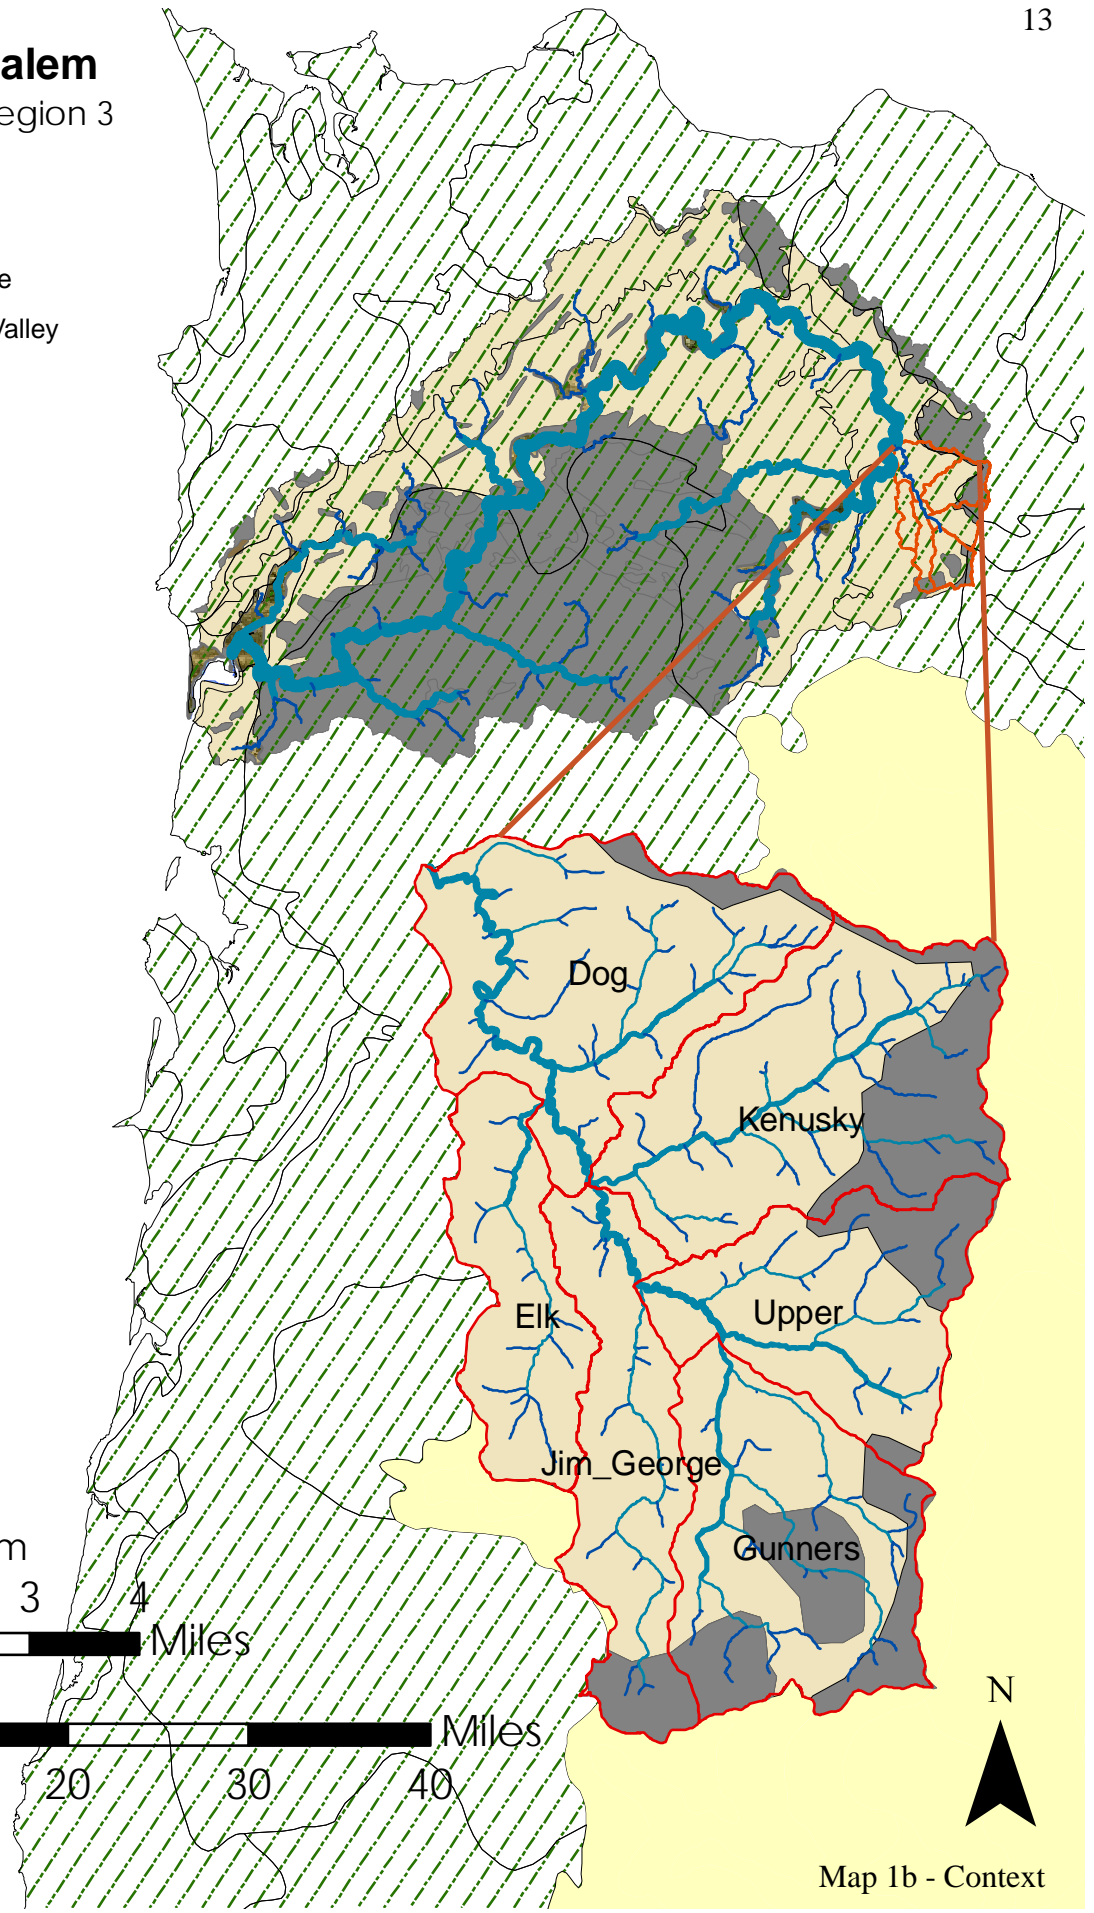 13
alem
egion 3
e
Valley
Dog
Kenusky
Elk
Upper
Jim_George
Gunners
m
3 4
Miles
Miles
20 30 40
N
Map 1b - Context